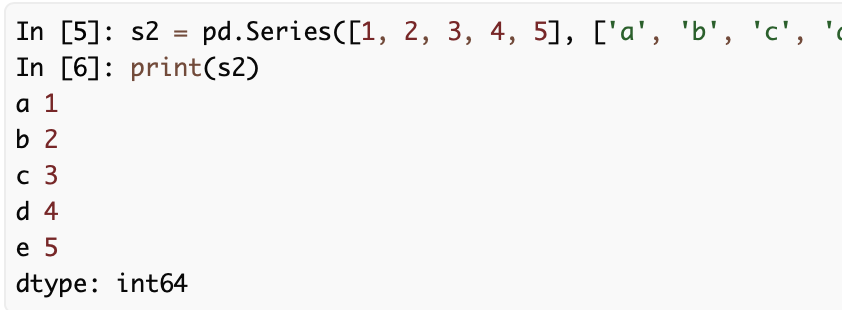 In [5]: s2 = pd.Series([1, 2, 3, 4, 5], ['a', 'b', 'c', '
In [6]: print(s2)
a 1
b 2
c 3
d 4
e 5
dtype: int64